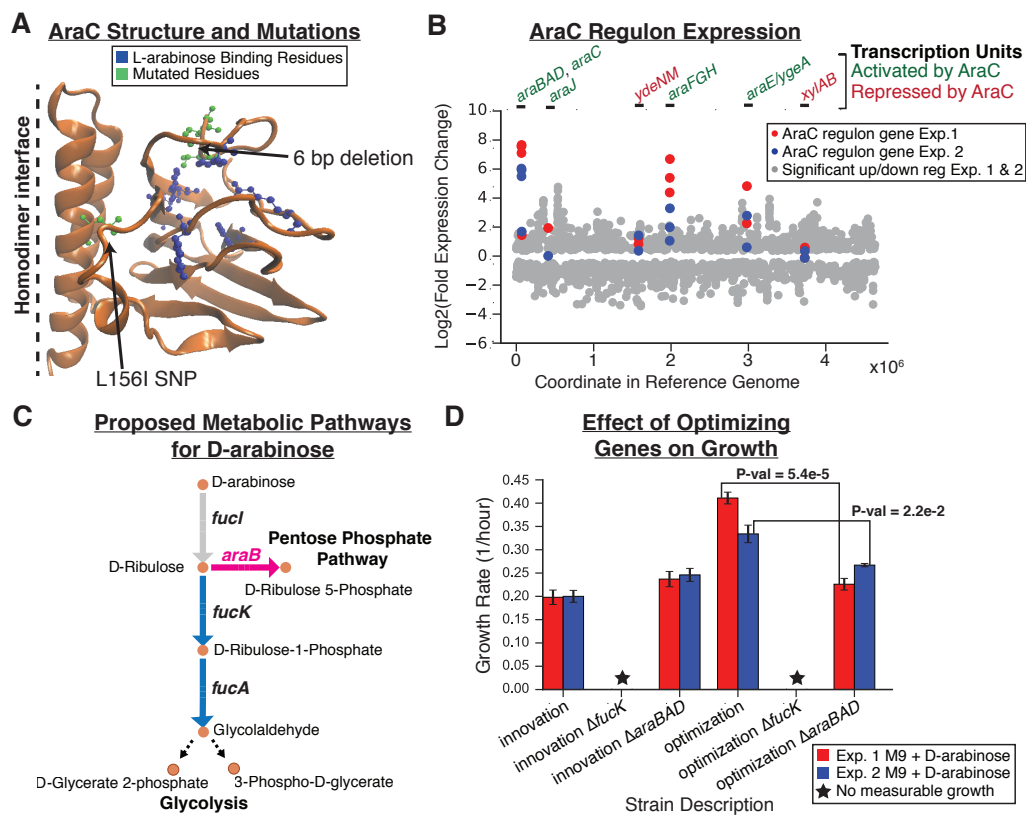 A
AraC Structure and Mutations
L-arabinose Binding Residues
Mutated Residues
Homodimer interface
6 bp deletion
L156I SNP
B
AraC Regulon Expression
araBAD, araC
araJ
ydeNM
araFGH
araE/ygeA
xylAB
Transcription Units
Activated by AraC
Repressed by AraC
AraC regulon gene Exp.1
AraC regulon gene Exp. 2
Significant up/down reg Exp. 1 & 2
Log2(Fold Expression Change)
10
8
6
4
2
0
−2
−4
−6
0
1
2
3
4
x10⁶
Coordinate in Reference Genome
C
Proposed Metabolic Pathways
for D-arabinose
D-arabinose
fucI
D-Ribulose
araB
Pentose Phosphate
Pathway
D-Ribulose 5-Phosphate
fucK
D-Ribulose-1-Phosphate
fucA
Glycolaldehyde
D-Glycerate 2-phosphate
3-Phospho-D-glycerate
Glycolysis
D
Effect of Optimizing
Genes on Growth
P-val = 5.4e-5
P-val = 2.2e-2
Growth Rate (1/hour)
0.45
0.40
0.35
0.30
0.25
0.20
0.15
0.10
0.05
0.00
innovation
innovation ΔfucK
innovation ΔaraBAD
optimization
optimization ΔfucK
optimization ΔaraBAD
Strain Description
Exp. 1 M9 + D-arabinose
Exp. 2 M9 + D-arabinose
No measurable growth